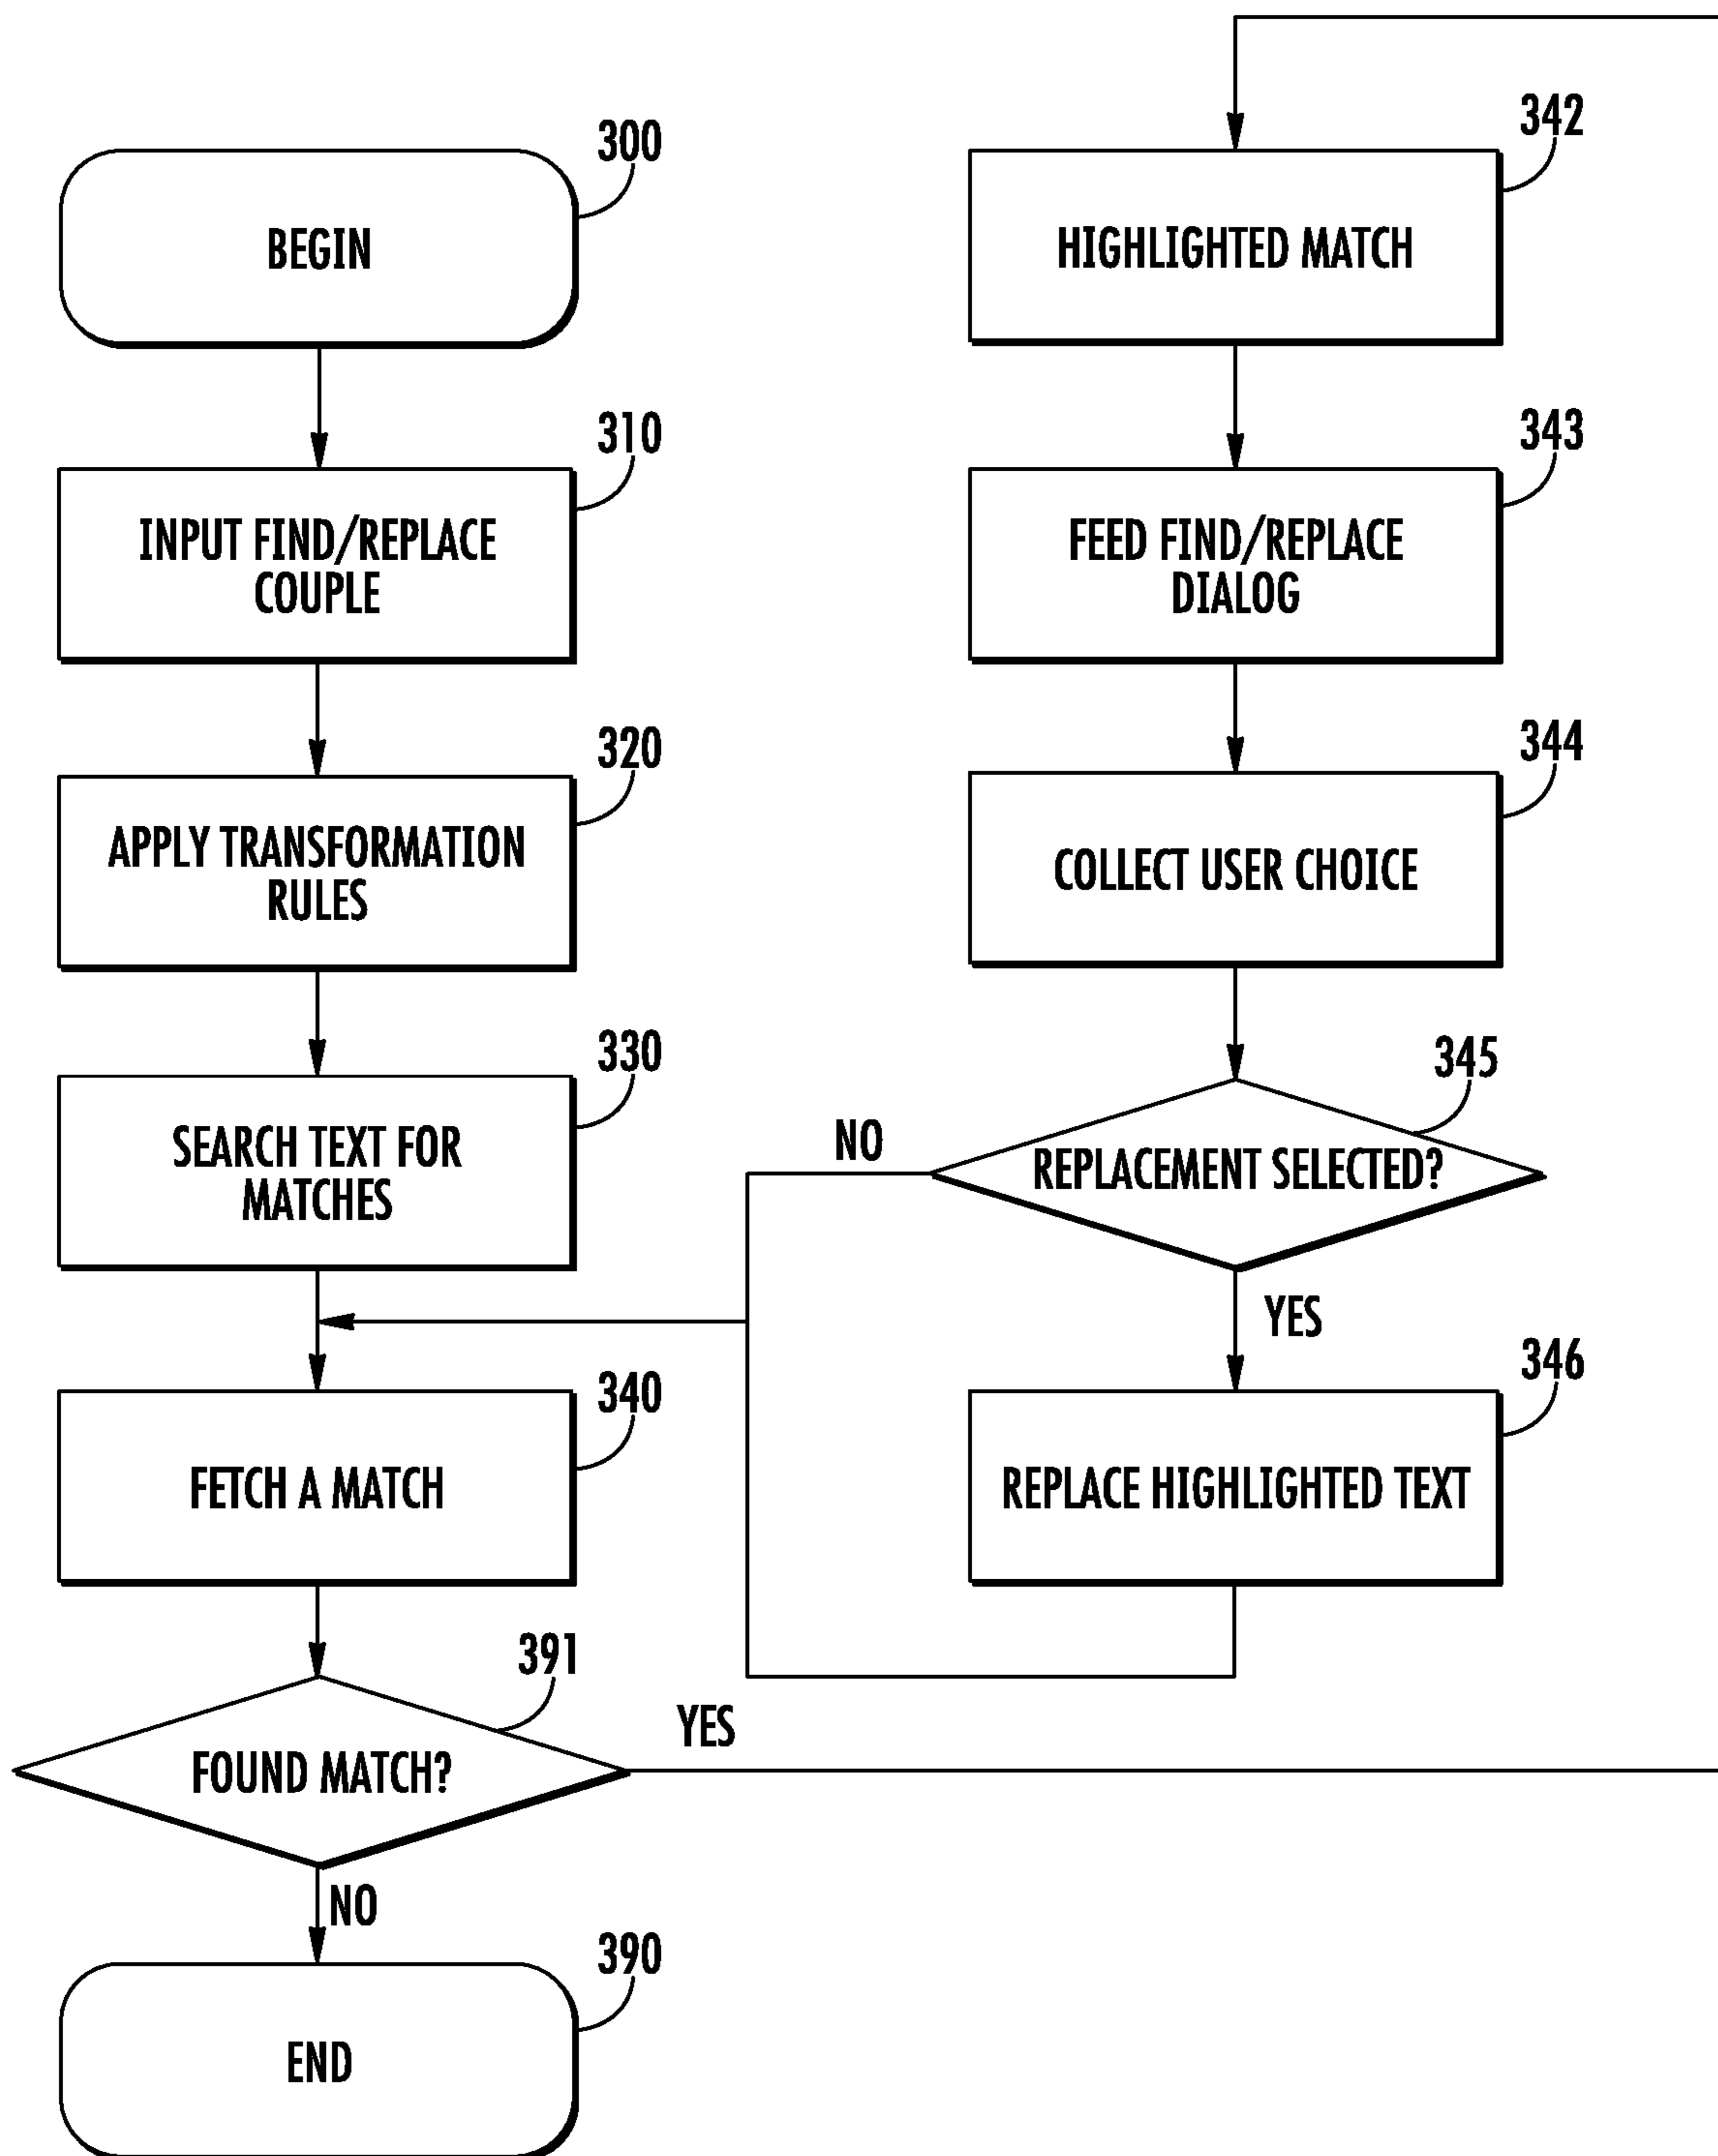 300
BEGIN
310
INPUT FIND/REPLACE
COUPLE
320
APPLY TRANSFORMATION
RULES
330
SEARCH TEXT FOR
MATCHES
340
FETCH A MATCH
391
FOUND MATCH?
YES
NO
390
END
342
HIGHLIGHTED MATCH
343
FEED FIND/REPLACE
DIALOG
344
COLLECT USER CHOICE
345
REPLACEMENT SELECTED?
NO
YES
346
REPLACE HIGHLIGHTED TEXT